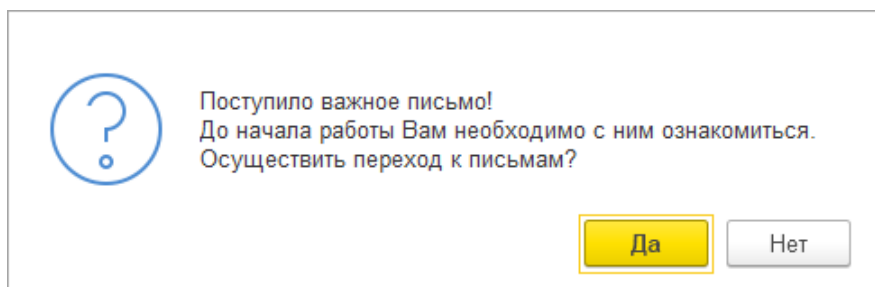 Поступило важное письмо!
До начала работы Вам необходимо с ним ознакомиться.
Осуществить переход к письмам?
Да
Нет